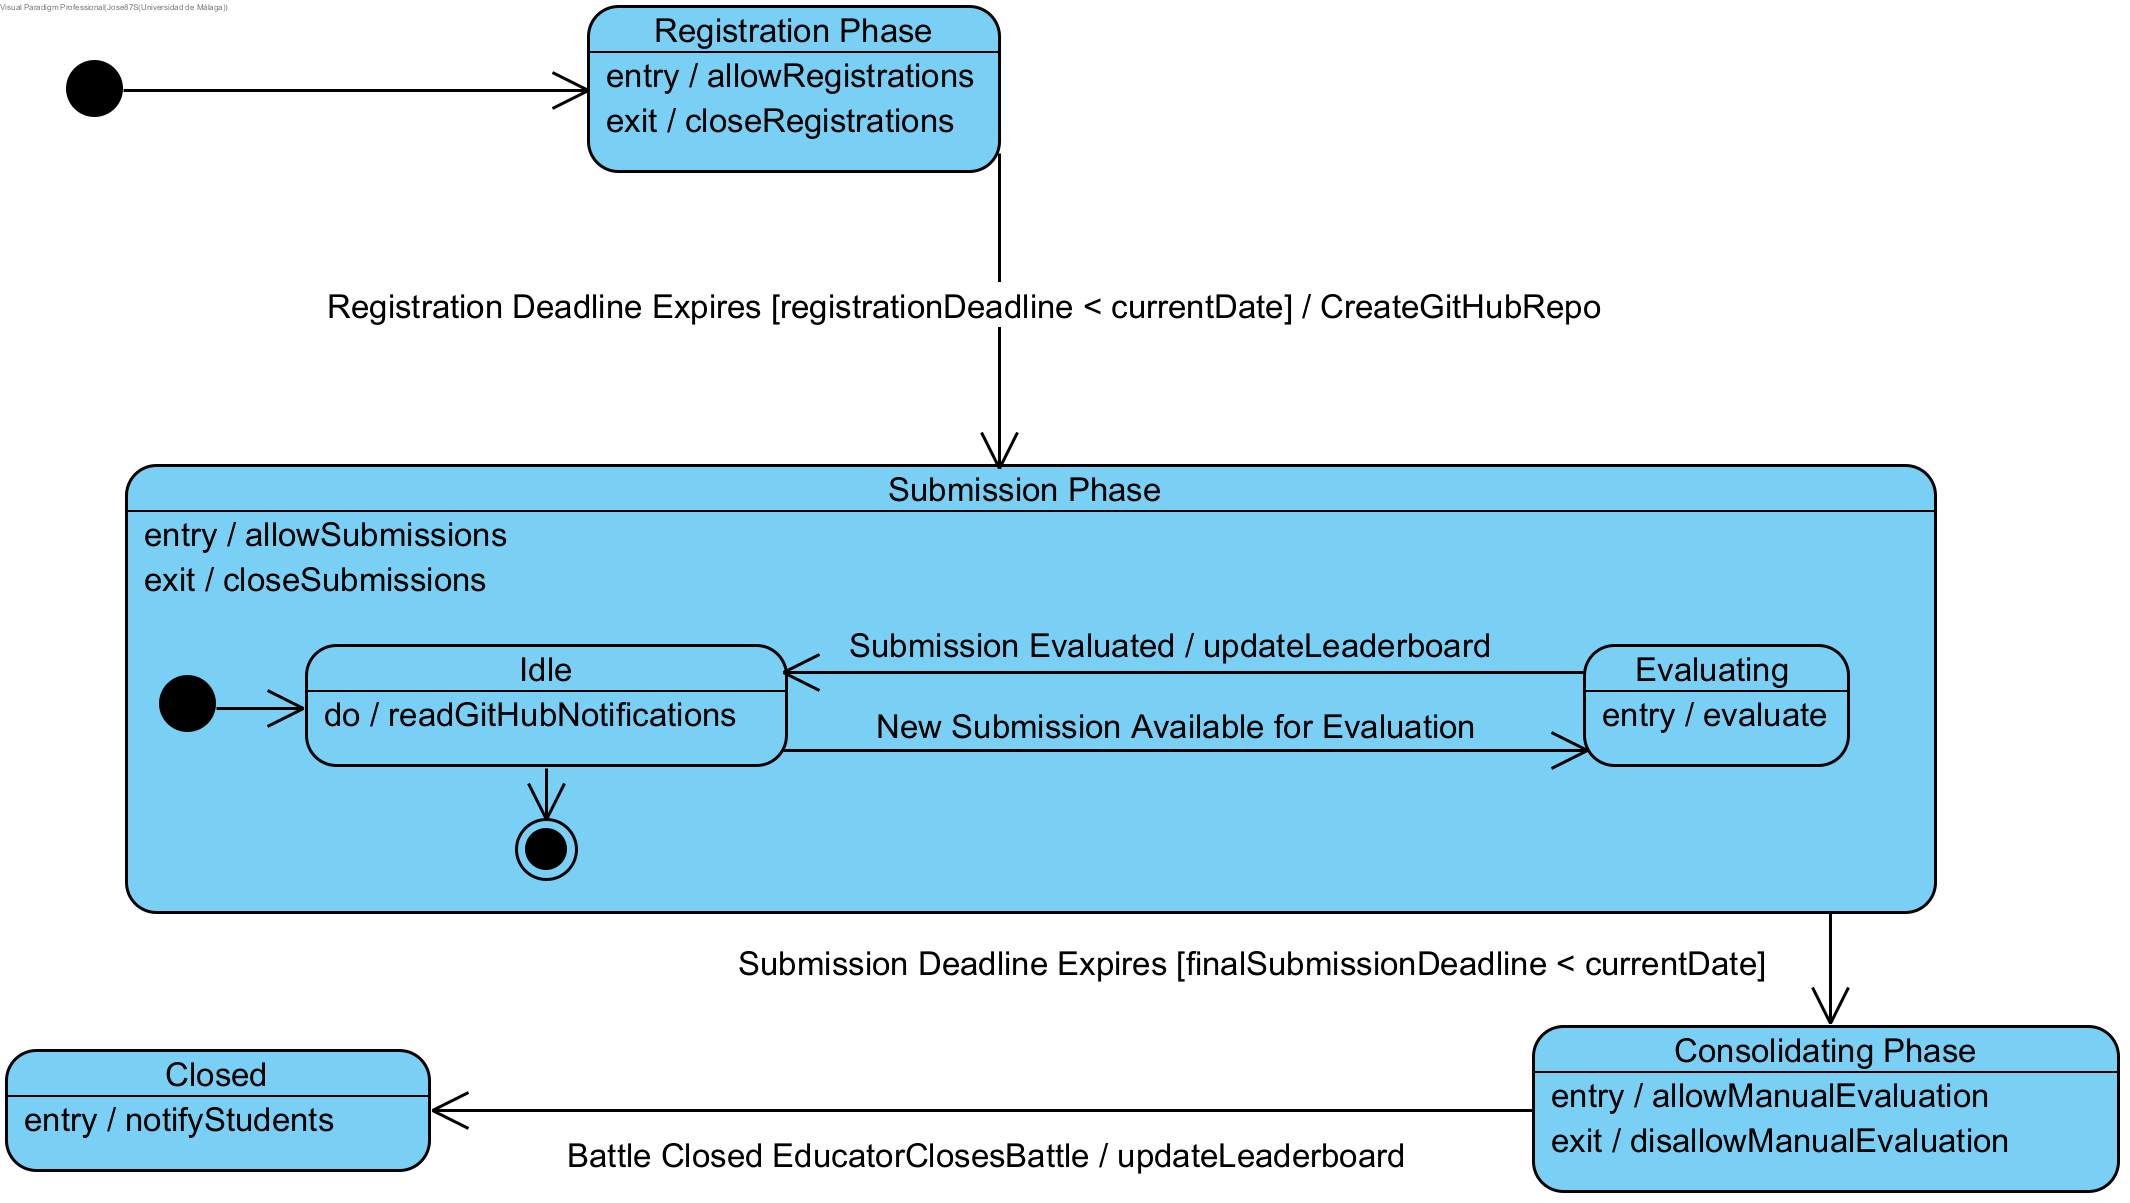 Visual Paradigm Professional(Jose87S(Universidad de Málaga))
Registration Phase
entry / allowRegistrations
exit / closeRegistrations
Registration Deadline Expires [registrationDeadline < currentDate] / CreateGitHubRepo
Submission Phase
entry / allowSubmissions
exit / closeSubmissions
Submission Evaluated / updateLeaderboard
Idle
do / readGitHubNotifications
Evaluating
entry / evaluate
New Submission Available for Evaluation
Submission Deadline Expires [finalSubmissionDeadline < currentDate]
Consolidating Phase
entry / allowManualEvaluation
exit / disallowManualEvaluation
Closed
entry / notifyStudents
Battle Closed EducatorClosesBattle / updateLeaderboard